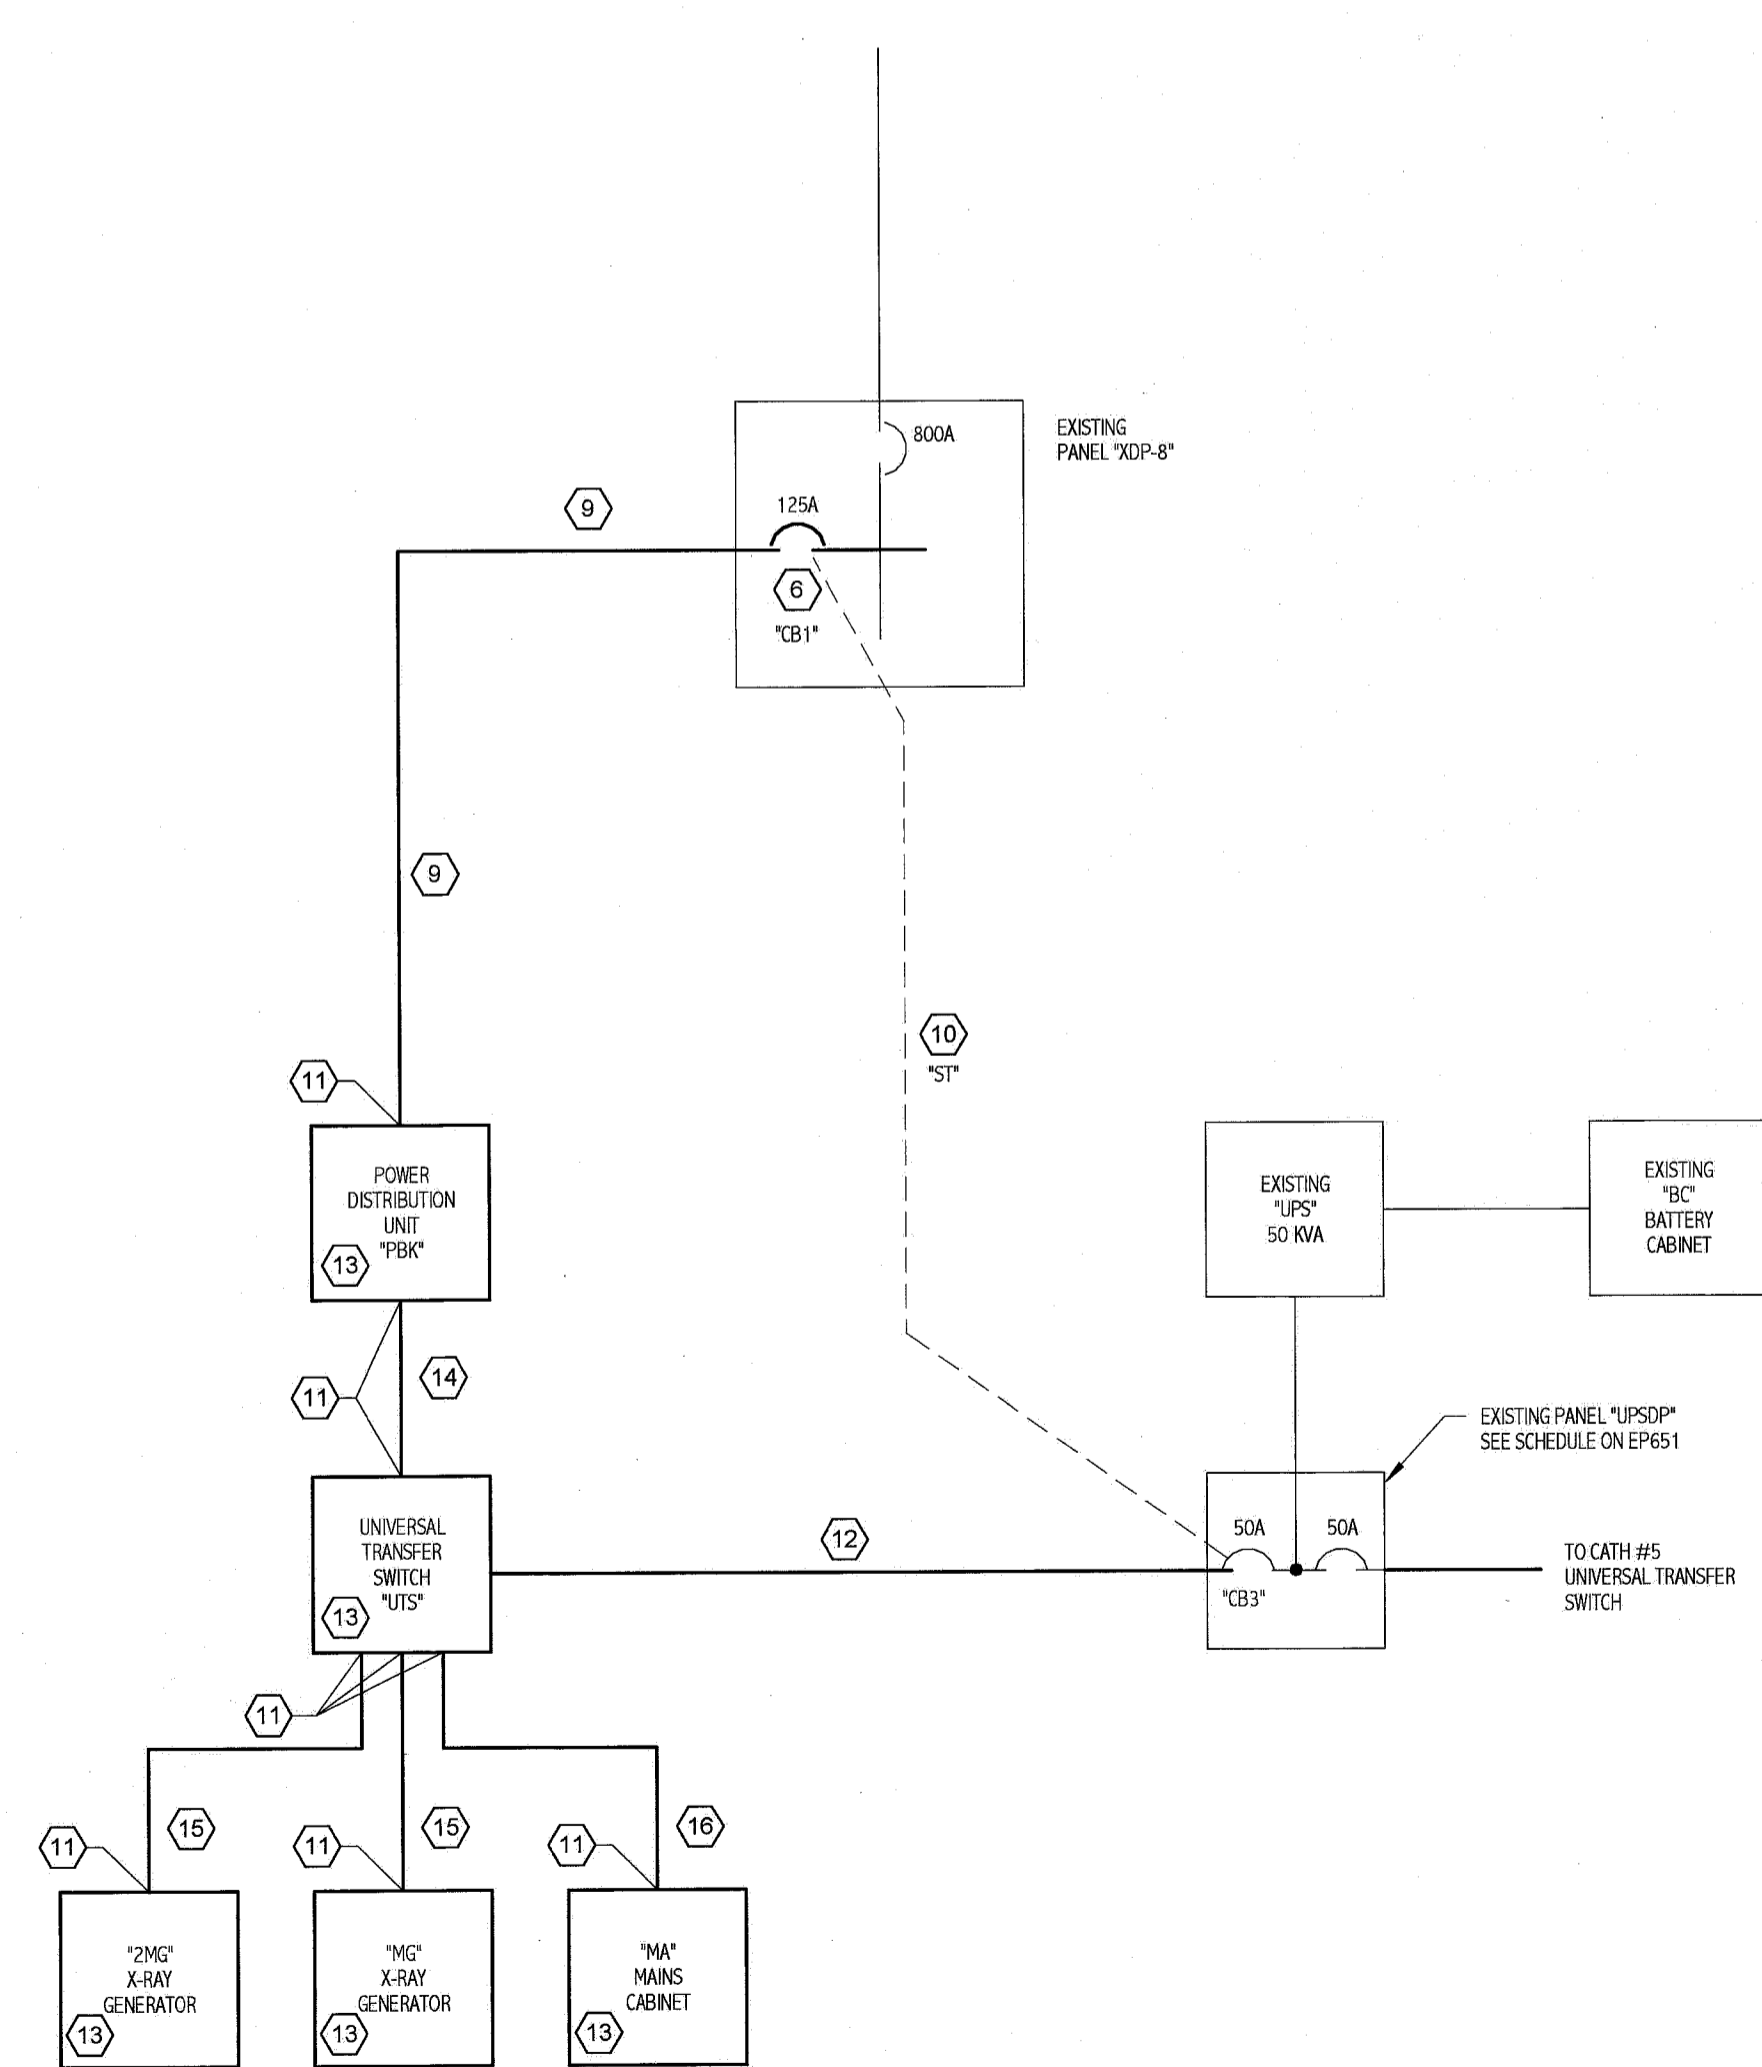 800A
EXISTING
PANEL "XDP-8"
125A
9
6
"CB1"
9
10
"ST"
11
POWER
DISTRIBUTION
UNIT
"PBK"
13
EXISTING
"UPS"
50 KVA
EXISTING
"BC"
BATTERY
CABINET
14
11
EXISTING PANEL "UPSDP"
SEE SCHEDULE ON EP651
UNIVERSAL
TRANSFER
SWITCH
"UTS"
13
12
50A
50A
"CB3"
TO CATH #5
UNIVERSAL TRANSFER
SWITCH
11
15
15
16
11
11
11
"2MG"
X-RAY
GENERATOR
13
"MG"
X-RAY
GENERATOR
13
"MA"
MAINS
CABINET
13